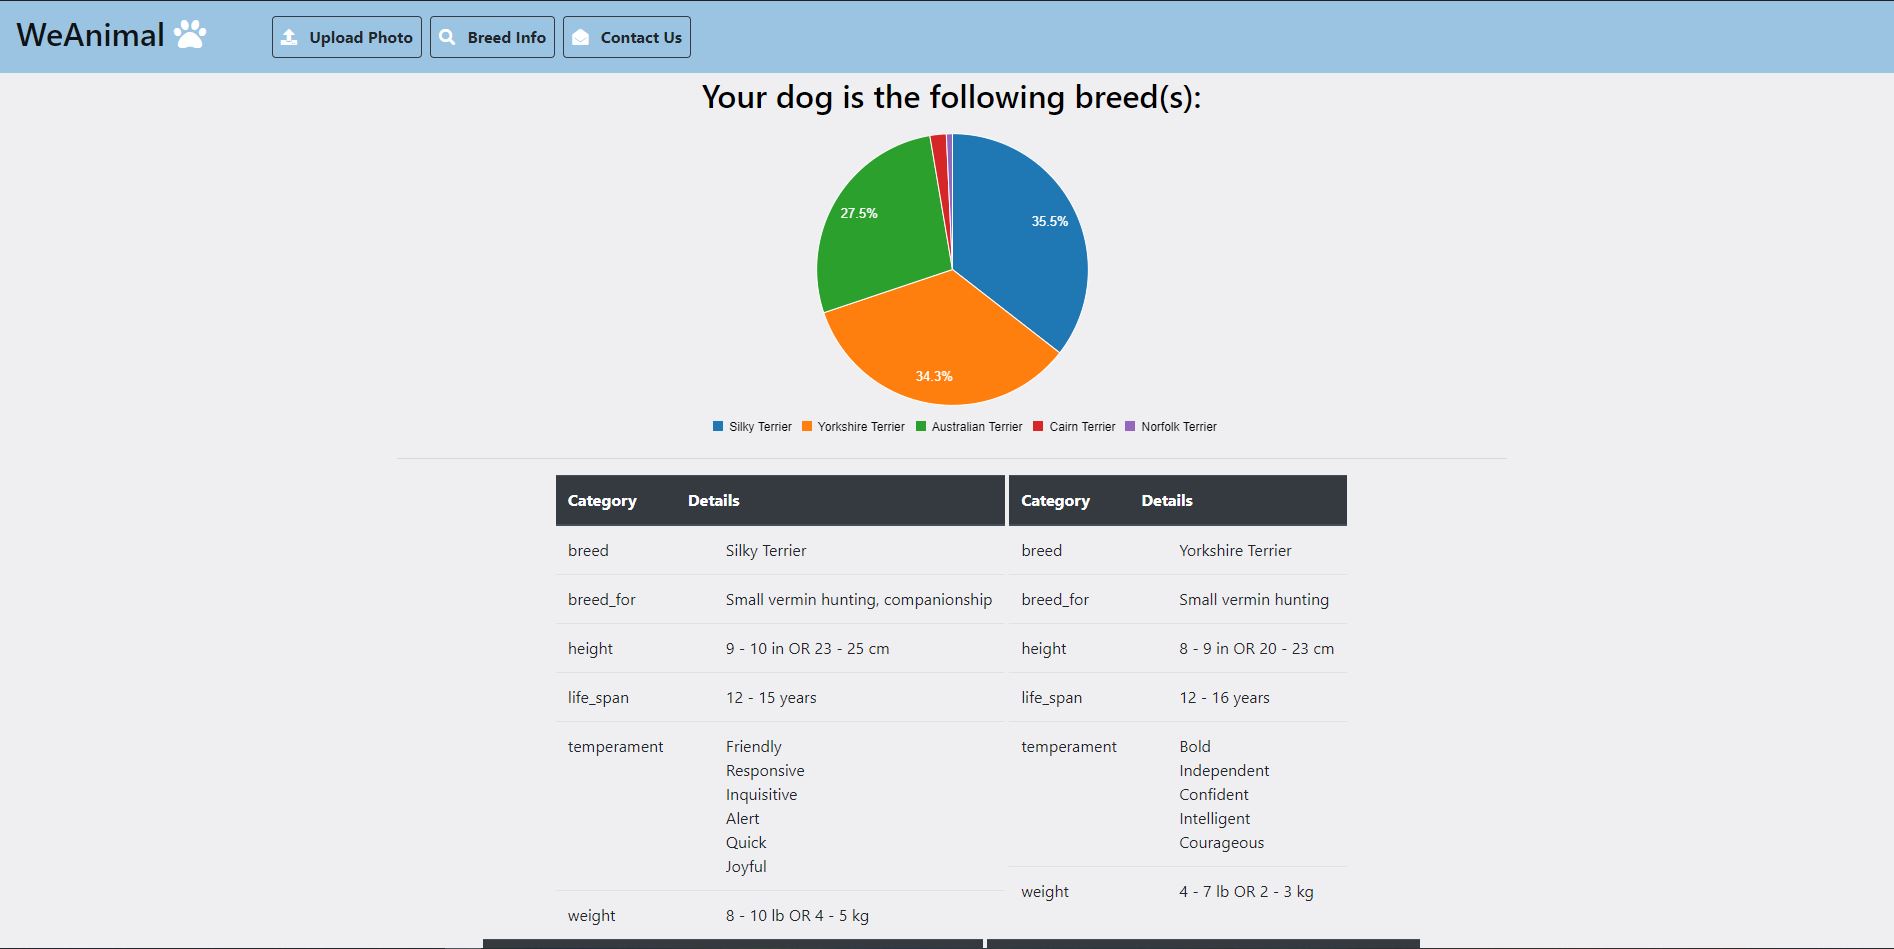 WeAnimal
Upload Photo
Breed Info
Contact Us
Your dog is the following breed(s):
27.5%
35.5%
34.3%
Silky Terrier
Yorkshire Terrier
Australian Terrier
Cairn Terrier
Norfolk Terrier
Category Details
breed Silky Terrier
breed_for Small vermin hunting, companionship
height 9 - 10 in OR 23 - 25 cm
life_span 12 - 15 years
temperament Friendly
Responsive
Inquisitive
Alert
Quick
Joyful
weight 8 - 10 lb OR 4 - 5 kg
Category Details
breed Yorkshire Terrier
breed_for Small vermin hunting
height 8 - 9 in OR 20 - 23 cm
life_span 12 - 16 years
temperament Bold
Independent
Confident
Intelligent
Courageous
weight 4 - 7 lb OR 2 - 3 kg